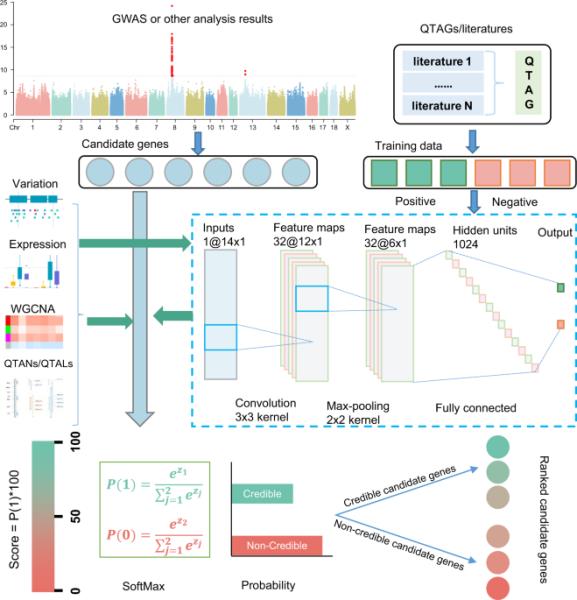 GWAS or other analysis results
25
20
15
10
5
0
Chr 1 2 3 4 5 6 7 8 9 10 11 12 13 14 15 16 17 18 X
QTAGs/literatures
literature 1
......
literature N
Q
T
A
G
Candidate genes
Training data
Positive Negative
Variation
Expression
WGCNA
QTANs/QTALs
Inputs
1@14x1
Feature maps
32@12x1
Feature maps
32@6x1
Hidden units
1024
Output
Convolution
3x3 kernel
Max-pooling
2x2 kernel
Fully connected
Score = P(1)*100
100
50
0
P(1) = e^{z_1} / ∑_{j=1}^{2} e^{z_j}
P(0) = e^{z_2} / ∑_{j=1}^{2} e^{z_j}
SoftMax
Credible
Non-Credible
Probability
Credible candidate genes
Non-credible candidate genes
Ranked candidate genes